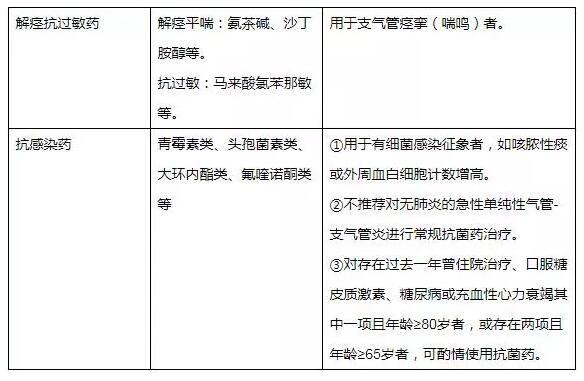 解痉抗过敏药
解痉平喘：氨茶碱、沙丁
胺醇等。
抗过敏：马来酸氯苯那敏
等。
用于支气管痉挛（喘鸣）者。
抗感染药
青霉素类、头孢菌素类、
大环内酯类、氟喹诺酮类
等
①用于有细菌感染征象者，如咳脓性痰
或外周血白细胞计数增高。
②不推荐对无肺炎的急性单纯性气管-
支气管炎进行常规抗菌药治疗。
③对存在过去一年曾住院治疗、口服糖
皮质激素、糖尿病或充血性心力衰竭其
中一项且年龄≥80岁者，或存在两项且
年龄≥65岁者，可酌情使用抗菌药。